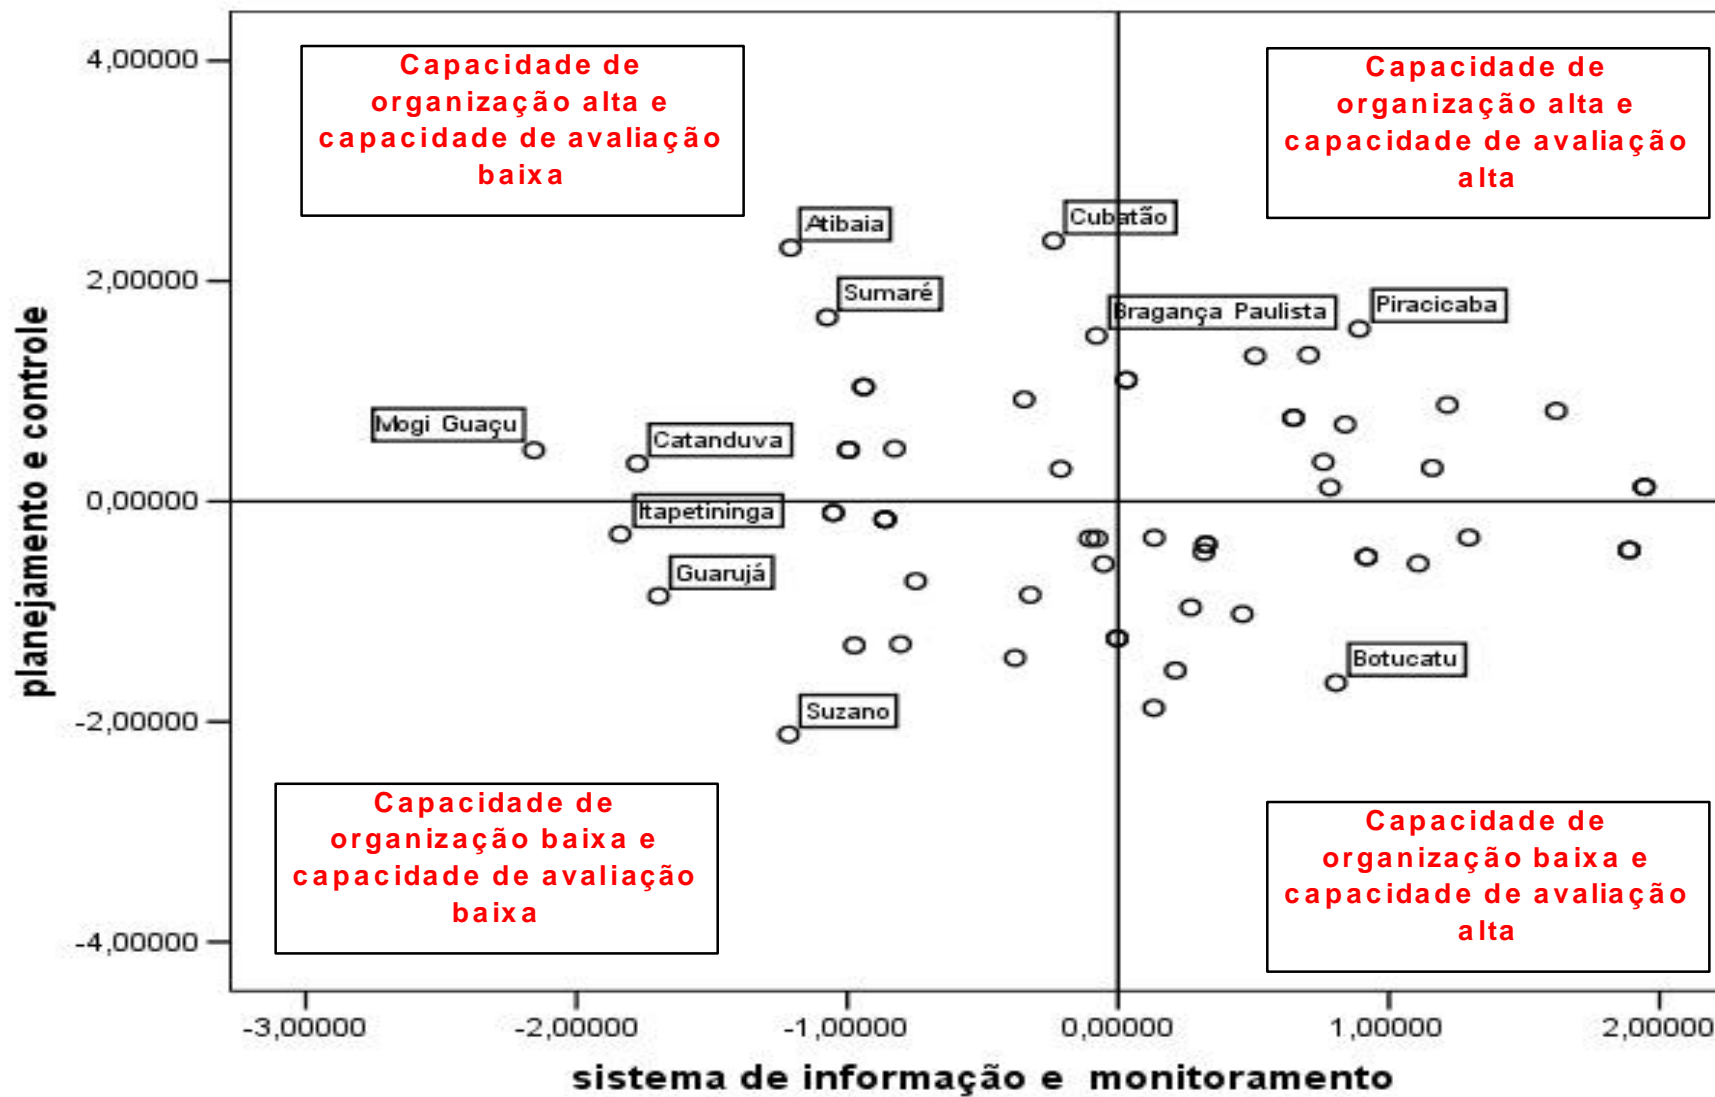 4,00000
2,00000
0,00000
-2,00000
-4,00000
planejamento e controle
Capacidade de
organização alta e
capacidade de avaliação
baixa
Capacidade de
organização alta e
capacidade de avaliação
alta
Atibaia
Cubatão
Sumaré
Bragança Paulista
Piracicaba
Mogi Guaçu
Catanduva
Itapetininga
Guarujá
Botucatu
Suzano
Capacidade de
organização baixa e
capacidade de avaliação
baixa
Capacidade de
organização baixa e
capacidade de avaliação
alta
-3,00000
-2,00000
-1,00000
0,00000
1,00000
2,00000
sistema de informação e monitoramento